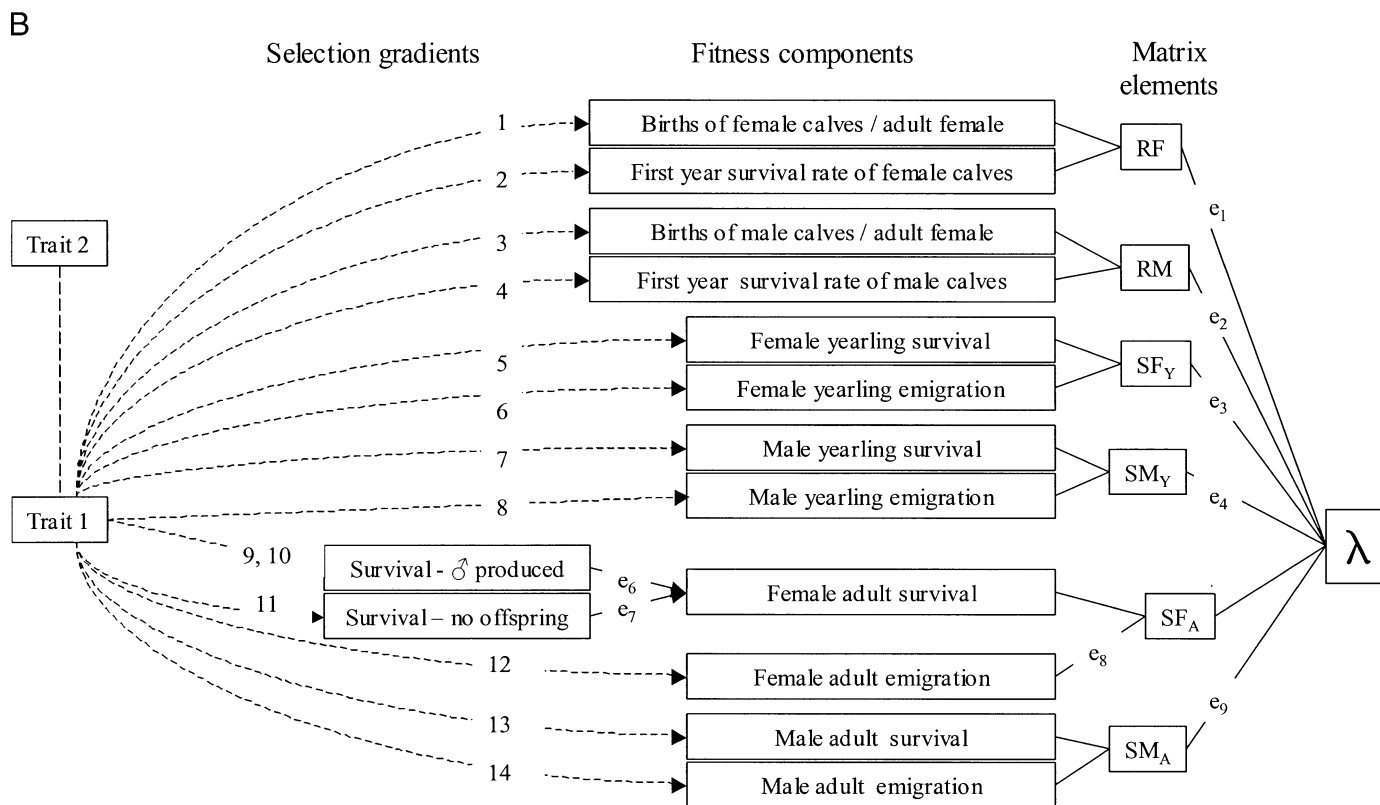 B
Selection gradients
Fitness components
Matrix
elements
1
Births of female calves / adult female
RF
2
First year survival rate of female calves
e1
Trait 2
3
Births of male calves / adult female
RM
4
First year survival rate of male calves
e2
5
Female yearling survival
SFY
6
Female yearling emigration
e3
7
Male yearling survival
SMY
8
Male yearling emigration
e4
Trait 1
λ
9, 10
Survival - ♂ produced
e6
Female adult survival
11
Survival – no offspring
e7
SFA
12
Female adult emigration
e8
13
Male adult survival
e9
SMA
14
Male adult emigration